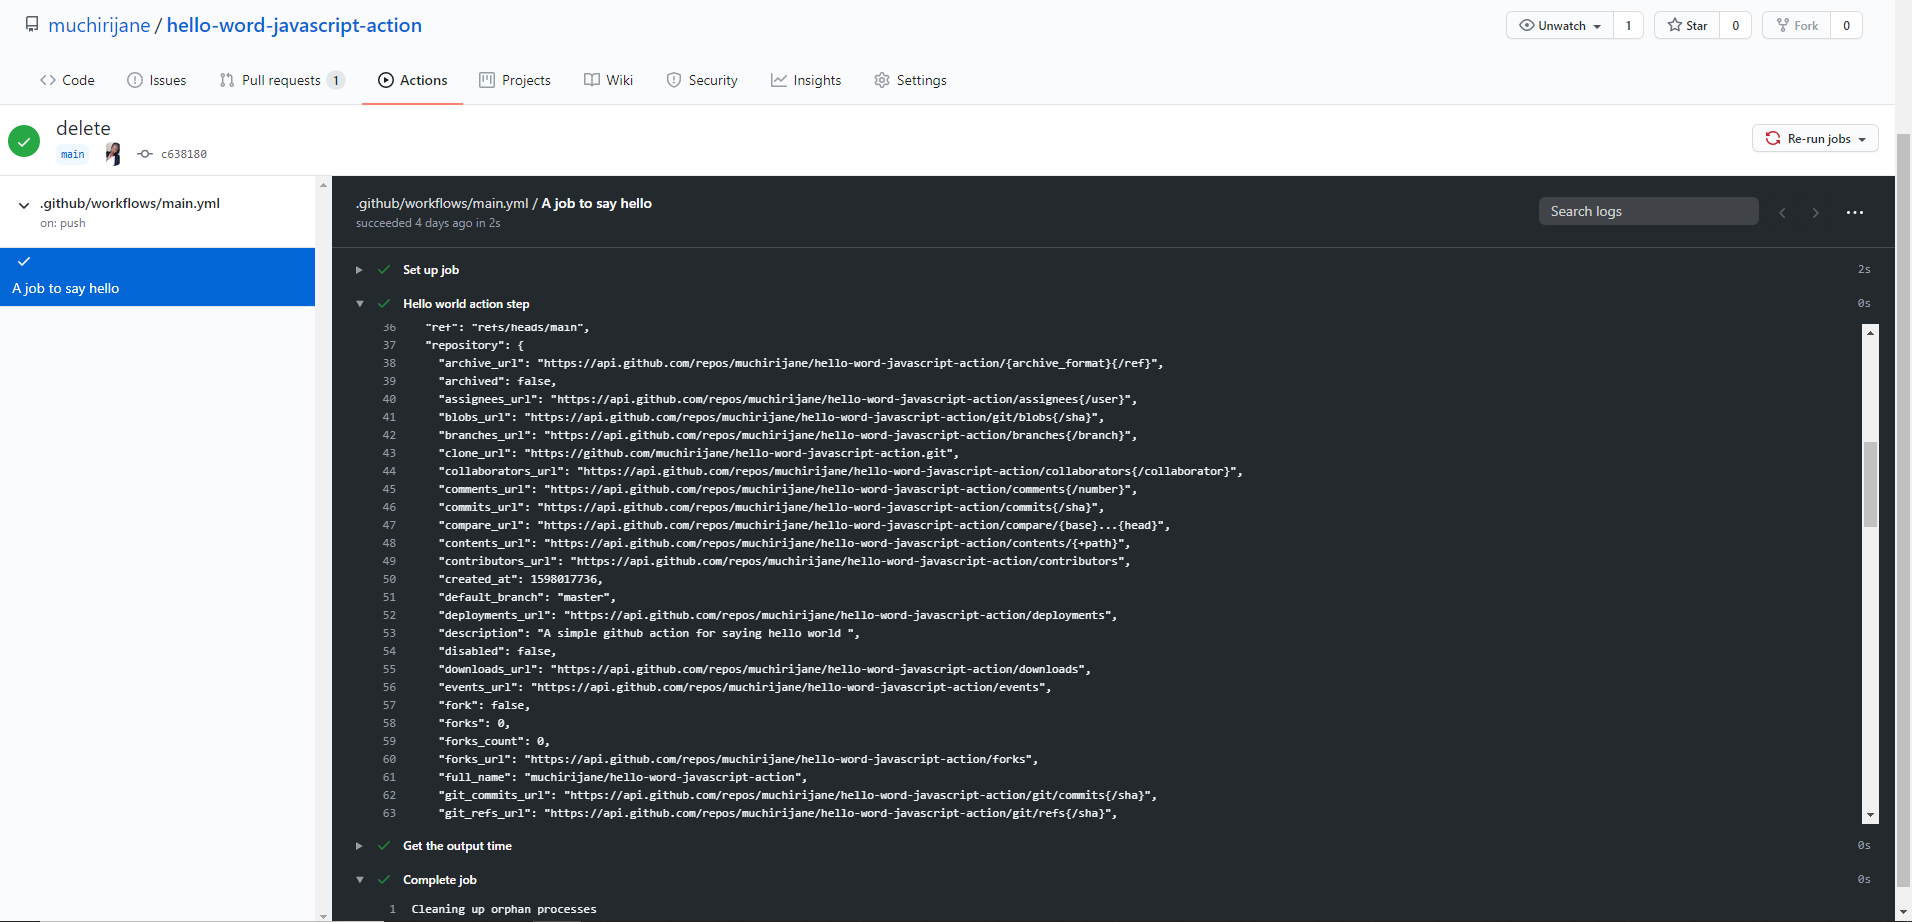 muchirijane / hello-word-javascript-action
Unwatch 1 Star 0 Fork 0
Code Issues Pull requests 1 Actions Projects Wiki Security Insights Settings
delete
main c638180
Re-run jobs
.github/workflows/main.yml
on: push
A job to say hello
.github/workflows/main.yml / A job to say hello
succeeded 4 days ago in 2s
Search logs
Set up job 2s
Hello world action step 0s
36 "ref": "refs/heads/main",
37 "repository": {
38 "archive_url": "https://api.github.com/repos/muchirijane/hello-word-javascript-action/{archive_format}{/ref}",
39 "archived": false,
40 "assignees_url": "https://api.github.com/repos/muchirijane/hello-word-javascript-action/assignees{/user}",
41 "blobs_url": "https://api.github.com/repos/muchirijane/hello-word-javascript-action/git/blobs{/sha}",
42 "branches_url": "https://api.github.com/repos/muchirijane/hello-word-javascript-action/branches{/branch}",
43 "clone_url": "https://github.com/muchirijane/hello-word-javascript-action.git",
44 "collaborators_url": "https://api.github.com/repos/muchirijane/hello-word-javascript-action/collaborators{/collaborator}",
45 "comments_url": "https://api.github.com/repos/muchirijane/hello-word-javascript-action/comments{/number}",
46 "commits_url": "https://api.github.com/repos/muchirijane/hello-word-javascript-action/commits{/sha}",
47 "compare_url": "https://api.github.com/repos/muchirijane/hello-word-javascript-action/compare/{base}...{head}",
48 "contents_url": "https://api.github.com/repos/muchirijane/hello-word-javascript-action/contents/{+path}",
49 "contributors_url": "https://api.github.com/repos/muchirijane/hello-word-javascript-action/contributors",
50 "created_at": 1598017736,
51 "default_branch": "master",
52 "deployments_url": "https://api.github.com/repos/muchirijane/hello-word-javascript-action/deployments",
53 "description": "A simple github action for saying hello world ",
54 "disabled": false,
55 "downloads_url": "https://api.github.com/repos/muchirijane/hello-word-javascript-action/downloads",
56 "events_url": "https://api.github.com/repos/muchirijane/hello-word-javascript-action/events",
57 "fork": false,
58 "forks": 0,
59 "forks_count": 0,
60 "forks_url": "https://api.github.com/repos/muchirijane/hello-word-javascript-action/forks",
61 "full_name": "muchirijane/hello-word-javascript-action",
62 "git_commits_url": "https://api.github.com/repos/muchirijane/hello-word-javascript-action/git/commits{/sha}",
63 "git_refs_url": "https://api.github.com/repos/muchirijane/hello-word-javascript-action/git/refs{/sha}",
Get the output time 0s
Complete job 0s
1 Cleaning up orphan processes